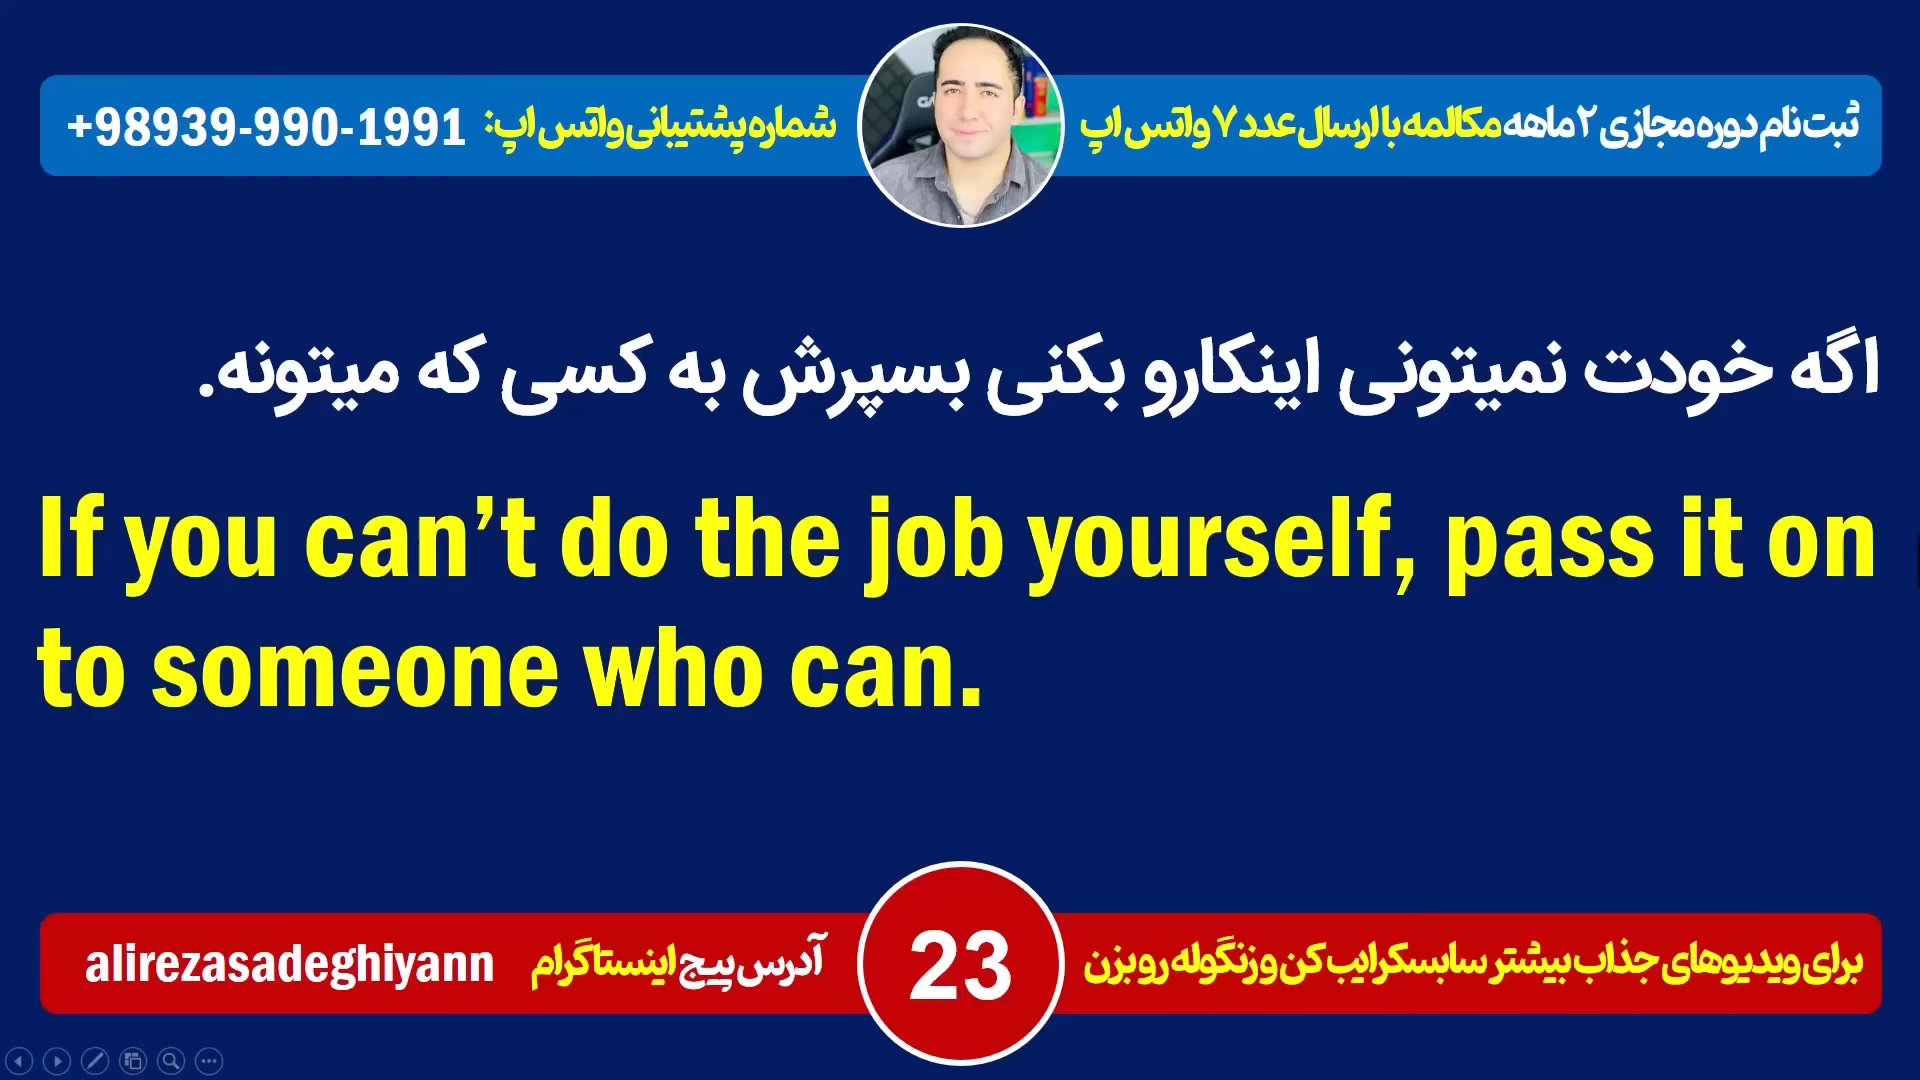 ثبت نام دوره مجازی ۲ ماهه مکالمه با ارسال عدد ۷ واتس اپ
شماره پشتیبانی واتس اپ: +98939-990-1991
اگه خودت نمیتونی اینکارو بکنی بسپرش به کسی که میتونه.
If you can’t do the job yourself, pass it on
to someone who can.
برای ویدیوهای جذاب بیشتر سابسکرایب کن و زنگوله رو بزن
23
آدرس پیج اینستاگرام alirezasadeghiyann